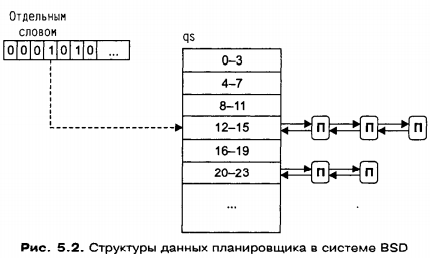 Отдельным
словом
0 0 0 1 0 1 0 ...
qs
0–3
4–7
8–11
12–15 П П П
16–19
20–23 П П
...
Рис. 5.2. Структуры данных планировщика в системе BSD